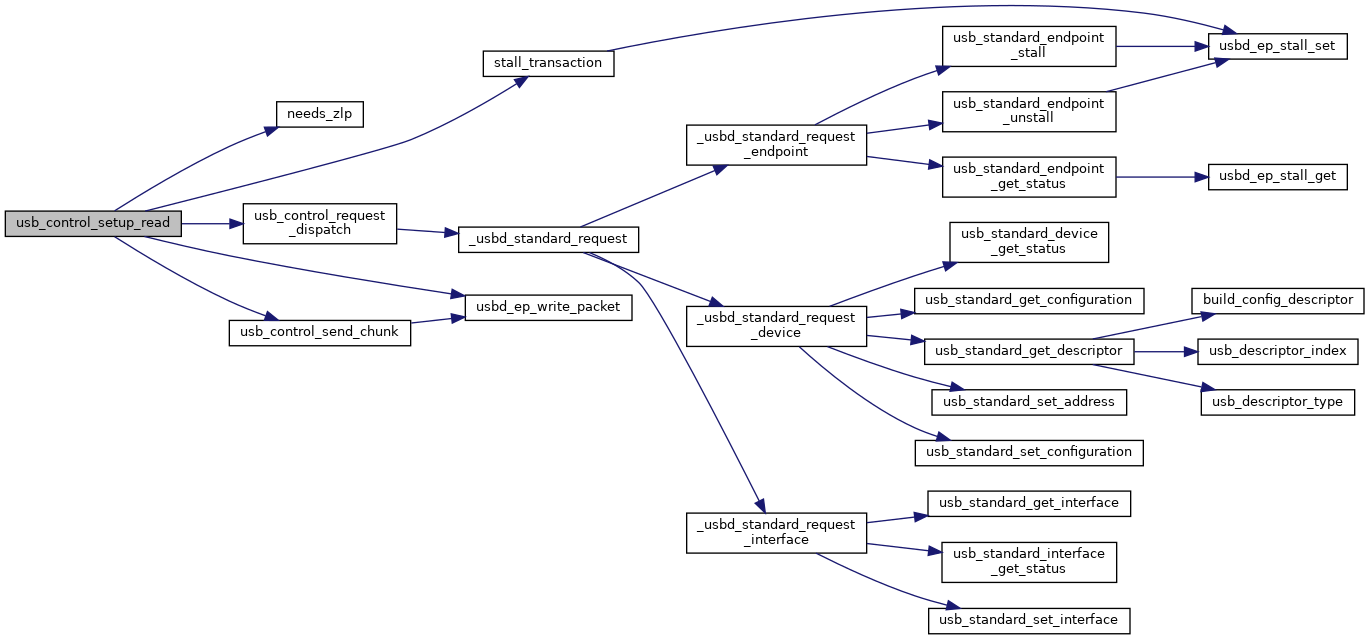 usb_control_setup_read
needs_zlp
stall_transaction
usb_control_request
_dispatch
usb_control_send_chunk
_usbd_standard_request
usbd_ep_write_packet
_usbd_standard_request
_endpoint
_usbd_standard_request
_device
_usbd_standard_request
_interface
usb_standard_endpoint
_stall
usb_standard_endpoint
_unstall
usb_standard_endpoint
_get_status
usb_standard_device
_get_status
usb_standard_get_configuration
usb_standard_get_descriptor
usb_standard_set_address
usb_standard_set_configuration
usb_standard_get_interface
usb_standard_interface
_get_status
usb_standard_set_interface
usbd_ep_stall_set
usbd_ep_stall_get
build_config_descriptor
usb_descriptor_index
usb_descriptor_type